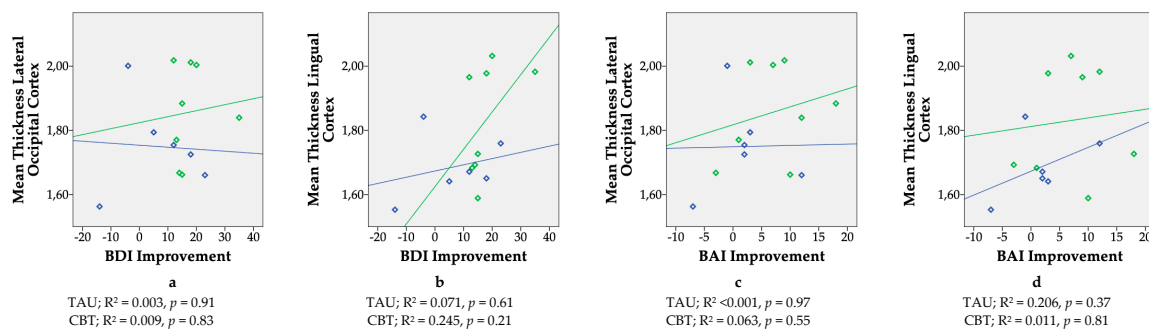 Mean Thickness Lateral
Occipital Cortex
2,00
1,80
1,60
-20 -10 0 10 20 30 40
BDI Improvement
a
TAU; R² = 0.003, p = 0.91
CBT; R² = 0.009, p = 0.83
Mean Thickness Lingual
Cortex
2,00
1,80
1,60
-20 -10 0 10 20 30 40
BDI Improvement
b
TAU; R² = 0.071, p = 0.61
CBT; R² = 0.245, p = 0.21
Mean Thickness Lateral
Occipital Cortex
2,00
1,80
1,60
-10 -5 0 5 10 15 20
BAI Improvement
c
TAU; R² <0.001, p = 0.97
CBT; R² = 0.063, p = 0.55
Mean Thickness Lingual
Cortex
2,00
1,80
1,60
-10 -5 0 5 10 15 20
BAI Improvement
d
TAU; R² = 0.206, p = 0.37
CBT; R² = 0.011, p = 0.81